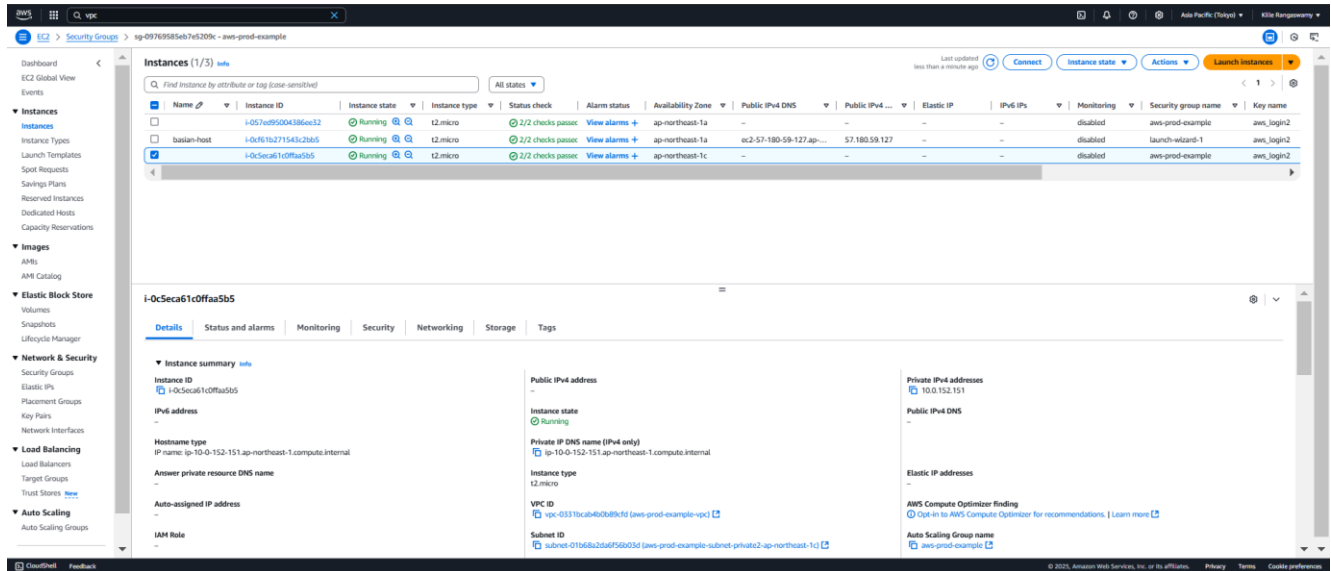 aws vpc Asia Pacific (Tokyo) Killie Rangaswamy
EC2 > Security Groups > sg-09769585eb7e5209c - aws-prod-example
Dashboard
EC2 Global View
Events
Instances
Instances
Instance Types
Launch Templates
Spot Requests
Savings Plans
Reserved Instances
Dedicated Hosts
Capacity Reservations
Images
AMIs
AMI Catalog
Elastic Block Store
Volumes
Snapshots
Lifecycle Manager
Network & Security
Security Groups
Elastic IPs
Placement Groups
Key Pairs
Network Interfaces
Load Balancing
Load Balancers
Target Groups
Trust Stores New
Auto Scaling
Auto Scaling Groups
Instances (1/3) Info
Last updated
less than a minute ago
Connect Instance state Actions Launch instances
Find Instance by attribute or tag (case-sensitive) All states 1
Name Instance ID Instance state Instance type Status check Alarm status Availability Zone Public IPv4 DNS Public IPv4 ... Elastic IP IPv6 IPs Monitoring Security group name Key name
i-057ed95004386ee32 Running t2.micro 2/2 checks passec View alarms + ap-northeast-1a – – – – disabled aws-prod-example aws_login2
basian-host i-0cf61b271543c2bb5 Running t2.micro 2/2 checks passec View alarms + ap-northeast-1a ec2-57-180-59-127.ap-... 57.180.59.127 – – disabled launch-wizard-1 aws_login2
i-0c5eca61c0ffaa5b5 Running t2.micro 2/2 checks passec View alarms + ap-northeast-1c – – – – disabled aws-prod-example aws_login2
i-0c5eca61c0ffaa5b5
Details Status and alarms Monitoring Security Networking Storage Tags
Instance summary Info
Instance ID
i-0c5eca61c0ffaa5b5
Public IPv4 address
–
Private IPv4 addresses
10.0.152.151
IPv6 address
–
Instance state
Running
Public IPv4 DNS
–
Hostname type
IP name: ip-10-0-152-151.ap-northeast-1.compute.internal
Private IP DNS name (IPv4 only)
ip-10-0-152-151.ap-northeast-1.compute.internal
Answer private resource DNS name
–
Instance type
t2.micro
Elastic IP addresses
–
Auto-assigned IP address
–
VPC ID
vpc-0331bcab4b0b89cfd (aws-prod-example-vpc)
AWS Compute Optimizer finding
Opt-in to AWS Compute Optimizer for recommendations. | Learn more
IAM Role
–
Subnet ID
subnet-01b68a2da6f56b03d (aws-prod-example-subnet-private2-ap-northeast-1c)
Auto Scaling Group name
aws-prod-example
CloudShell Feedback © 2025, Amazon Web Services, Inc. or its affiliates. Privacy Terms Cookie preferences